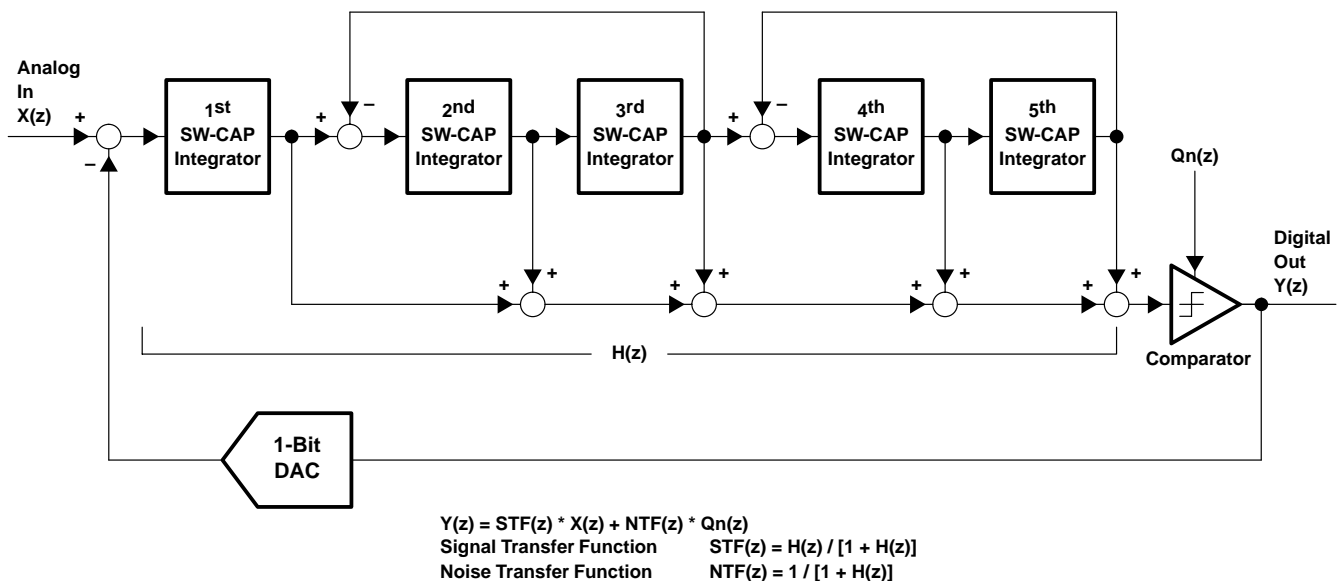 Analog
In
X(z)
+
−
1st
SW-CAP
Integrator
+
−
2nd
SW-CAP
Integrator
3rd
SW-CAP
Integrator
+
−
4th
SW-CAP
Integrator
5th
SW-CAP
Integrator
Qn(z)
Digital
Out
Y(z)
+
+
+
+
+
+
+
+
H(z)
Comparator
1-Bit
DAC
Y(z) = STF(z) * X(z) + NTF(z) * Qn(z)
Signal Transfer Function STF(z) = H(z) / [1 + H(z)]
Noise Transfer Function NTF(z) = 1 / [1 + H(z)]